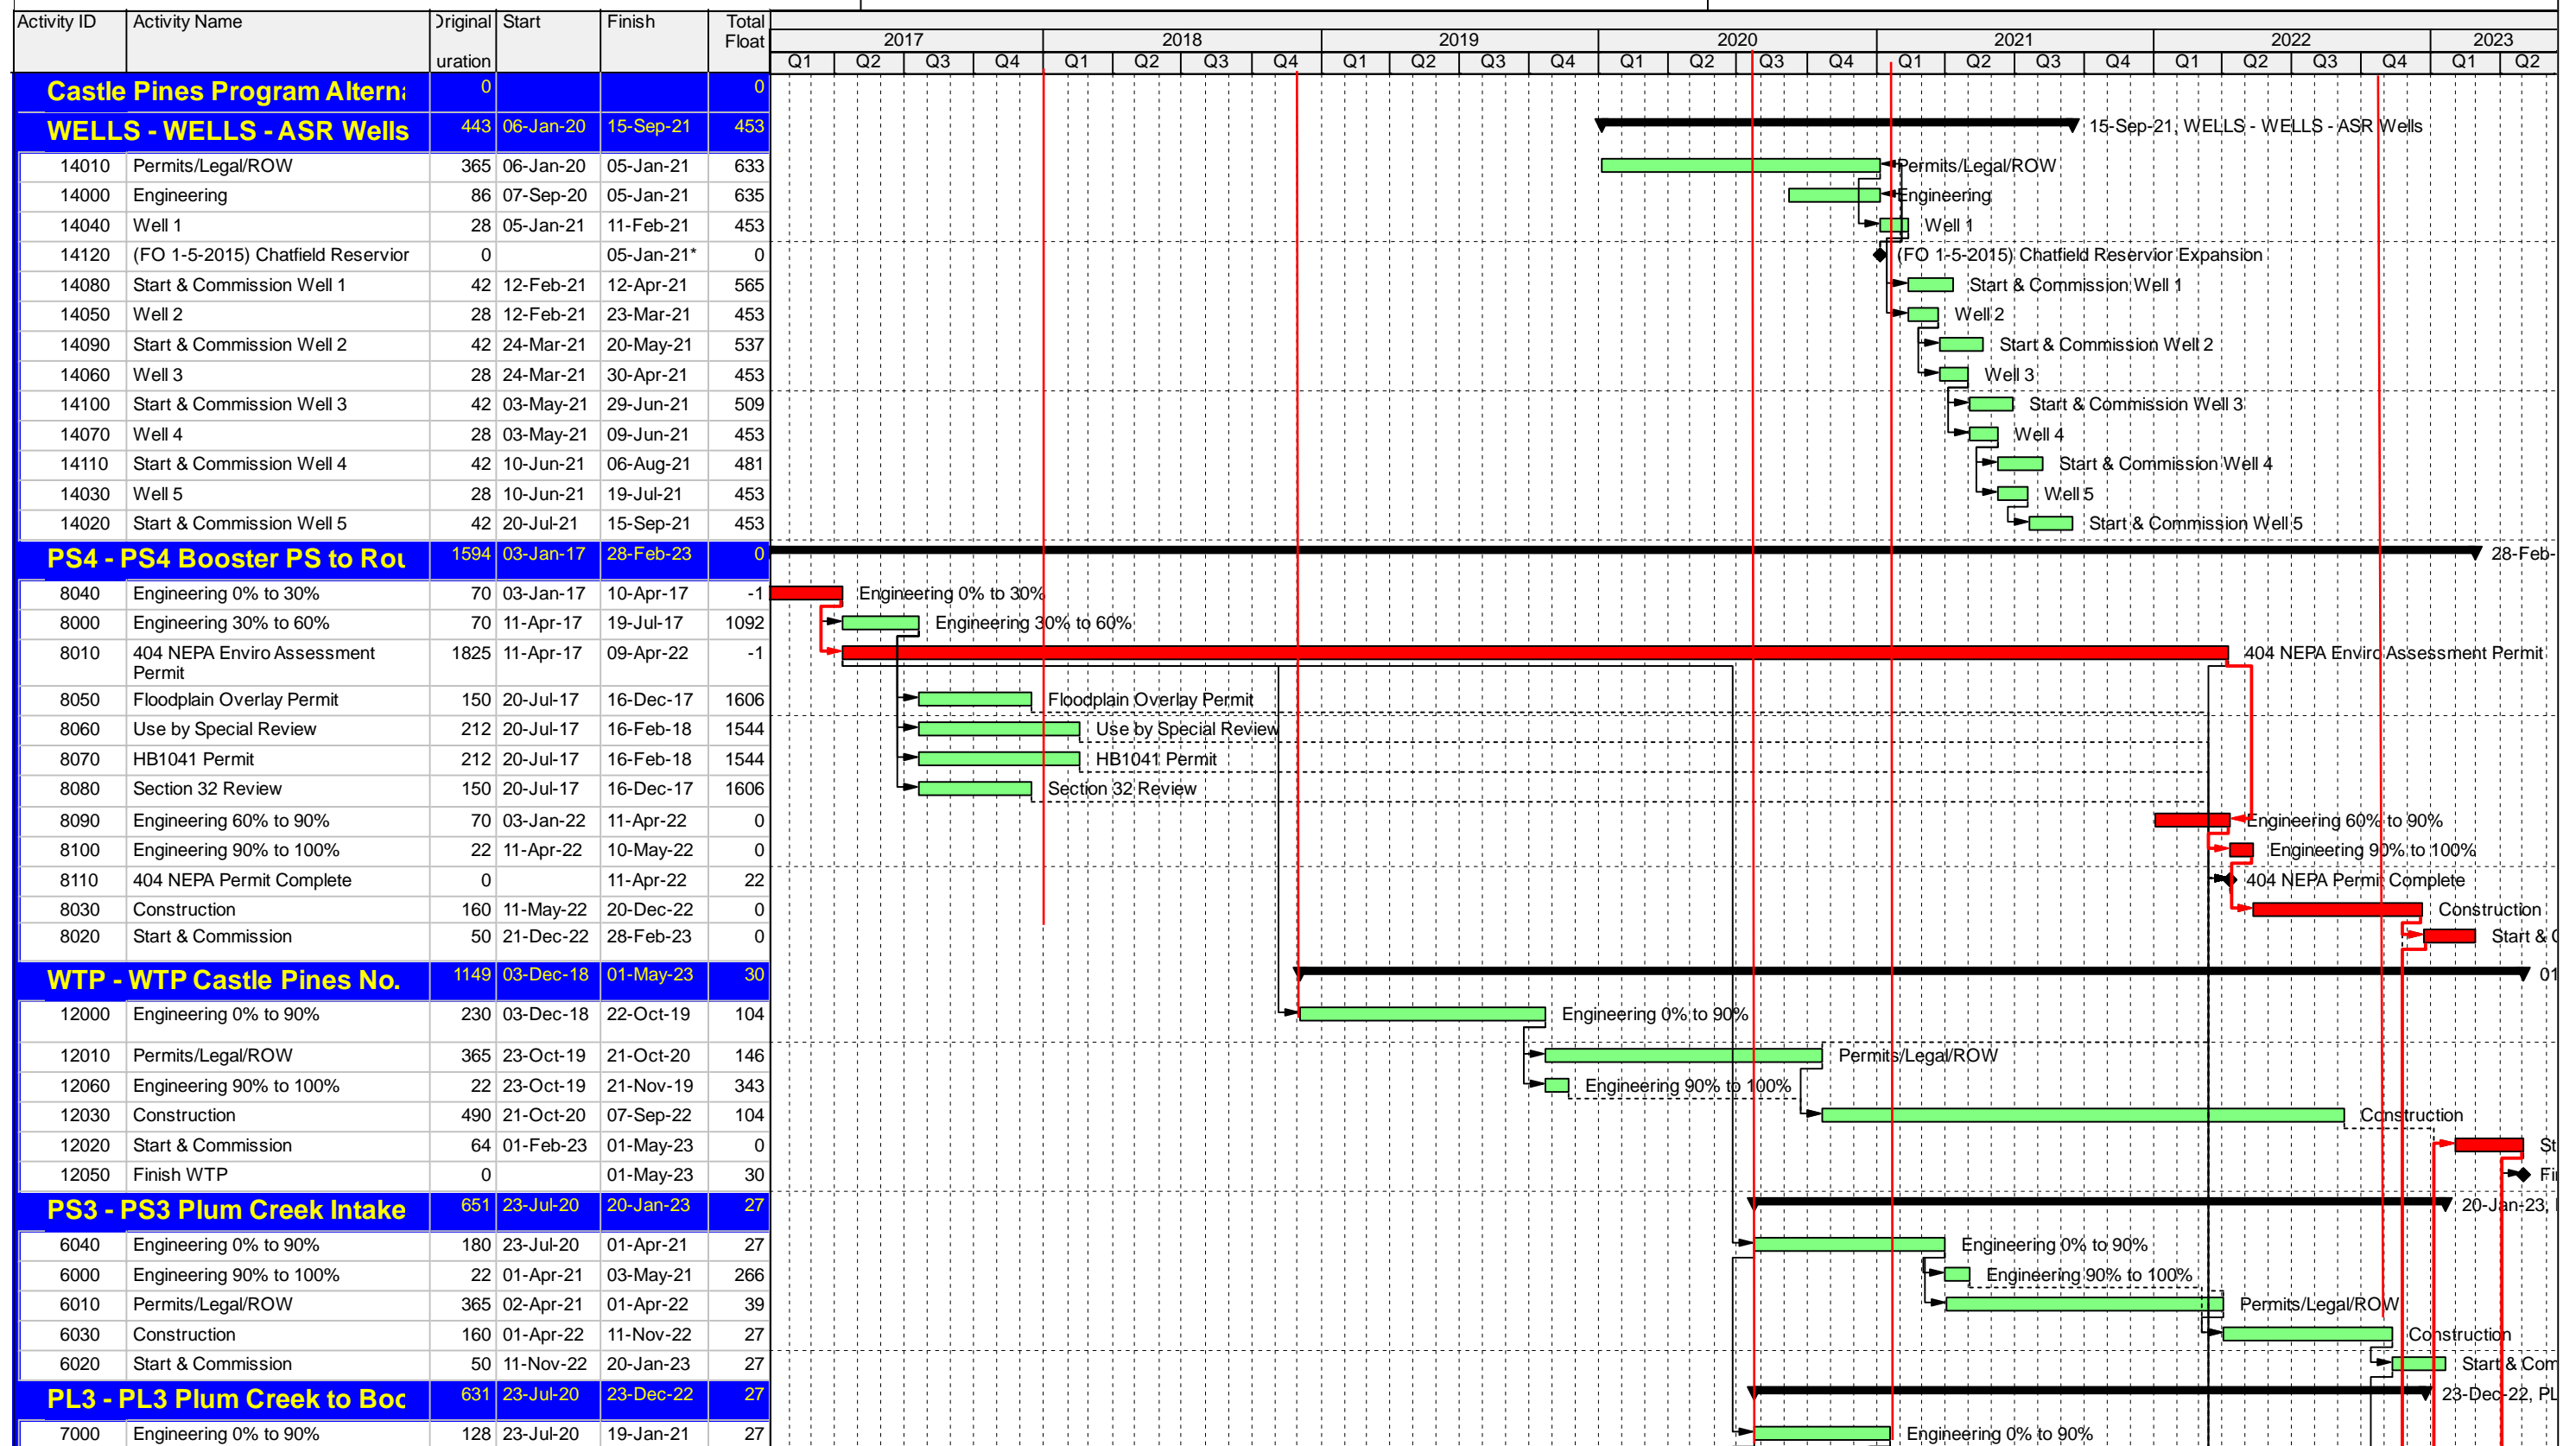 Activity ID Activity Name Original Start Finish Total
uration Float
2017 2018 2019 2020 2021 2022 2023
Q1 Q2 Q3 Q4 Q1 Q2 Q3 Q4 Q1 Q2 Q3 Q4 Q1 Q2 Q3 Q4 Q1 Q2 Q3 Q4 Q1 Q2 Q3 Q4 Q1 Q2
Castle Pines Program Alterna 0 0
WELLS - WELLS - ASR Wells 443 06-Jan-20 15-Sep-21 453 15-Sep-21, WELLS - WELLS - ASR Wells
14010 Permits/Legal/ROW 365 06-Jan-20 05-Jan-21 633 Permits/Legal/ROW
14000 Engineering 86 07-Sep-20 05-Jan-21 635 Engineering
14040 Well 1 28 05-Jan-21 11-Feb-21 453 Well 1
14120 (FO 1-5-2015) Chatfield Reservior 0 05-Jan-21* 0 (FO 1-5-2015) Chatfield Reservior Expansion
14080 Start & Commission Well 1 42 12-Feb-21 12-Apr-21 565 Start & Commission Well 1
14050 Well 2 28 12-Feb-21 23-Mar-21 453 Well 2
14090 Start & Commission Well 2 42 24-Mar-21 20-May-21 537 Start & Commission Well 2
14060 Well 3 28 24-Mar-21 30-Apr-21 453 Well 3
14100 Start & Commission Well 3 42 03-May-21 29-Jun-21 509 Start & Commission Well 3
14070 Well 4 28 03-May-21 09-Jun-21 453 Well 4
14110 Start & Commission Well 4 42 10-Jun-21 06-Aug-21 481 Start & Commission Well 4
14030 Well 5 28 10-Jun-21 19-Jul-21 453 Well 5
14020 Start & Commission Well 5 42 20-Jul-21 15-Sep-21 453 Start & Commission Well 5
PS4 - PS4 Booster PS to Rou 1594 03-Jan-17 28-Feb-23 0 28-Feb-
8040 Engineering 0% to 30% 70 03-Jan-17 10-Apr-17 -1 Engineering 0% to 30%
8000 Engineering 30% to 60% 70 11-Apr-17 19-Jul-17 1092 Engineering 30% to 60%
8010 404 NEPA Enviro Assessment 1825 11-Apr-17 09-Apr-22 -1 404 NEPA Enviro Assessment Permit
Permit
8050 Floodplain Overlay Permit 150 20-Jul-17 16-Dec-17 1606 Floodplain Overlay Permit
8060 Use by Special Review 212 20-Jul-17 16-Feb-18 1544 Use by Special Review
8070 HB1041 Permit 212 20-Jul-17 16-Feb-18 1544 HB1041 Permit
8080 Section 32 Review 150 20-Jul-17 16-Dec-17 1606 Section 32 Review
8090 Engineering 60% to 90% 70 03-Jan-22 11-Apr-22 0 Engineering 60% to 90%
8100 Engineering 90% to 100% 22 11-Apr-22 10-May-22 0 Engineering 90% to 100%
8110 404 NEPA Permit Complete 0 11-Apr-22 22 404 NEPA Permit Complete
8030 Construction 160 11-May-22 20-Dec-22 0 Construction
8020 Start & Commission 50 21-Dec-22 28-Feb-23 0 Start & C
WTP - WTP Castle Pines No. 1149 03-Dec-18 01-May-23 30 01
12000 Engineering 0% to 90% 230 03-Dec-18 22-Oct-19 104 Engineering 0% to 90%
12010 Permits/Legal/ROW 365 23-Oct-19 21-Oct-20 146 Permits/Legal/ROW
12060 Engineering 90% to 100% 22 23-Oct-19 21-Nov-19 343 Engineering 90% to 100%
12030 Construction 490 21-Oct-20 07-Sep-22 104 Construction
12020 Start & Commission 64 01-Feb-23 01-May-23 0 St
12050 Finish WTP 0 01-May-23 30 Fi
PS3 - PS3 Plum Creek Intake 651 23-Jul-20 20-Jan-23 27 20-Jan-23,
6040 Engineering 0% to 90% 180 23-Jul-20 01-Apr-21 27 Engineering 0% to 90%
6000 Engineering 90% to 100% 22 01-Apr-21 03-May-21 266 Engineering 90% to 100%
6010 Permits/Legal/ROW 365 02-Apr-21 01-Apr-22 39 Permits/Legal/ROW
6030 Construction 160 01-Apr-22 11-Nov-22 27 Construction
6020 Start & Commission 50 11-Nov-22 20-Jan-23 27 Start & Com
PL3 - PL3 Plum Creek to Boo 631 23-Jul-20 23-Dec-22 27 23-Dec-22, PL
7000 Engineering 0% to 90% 128 23-Jul-20 19-Jan-21 27 Engineering 0% to 90%